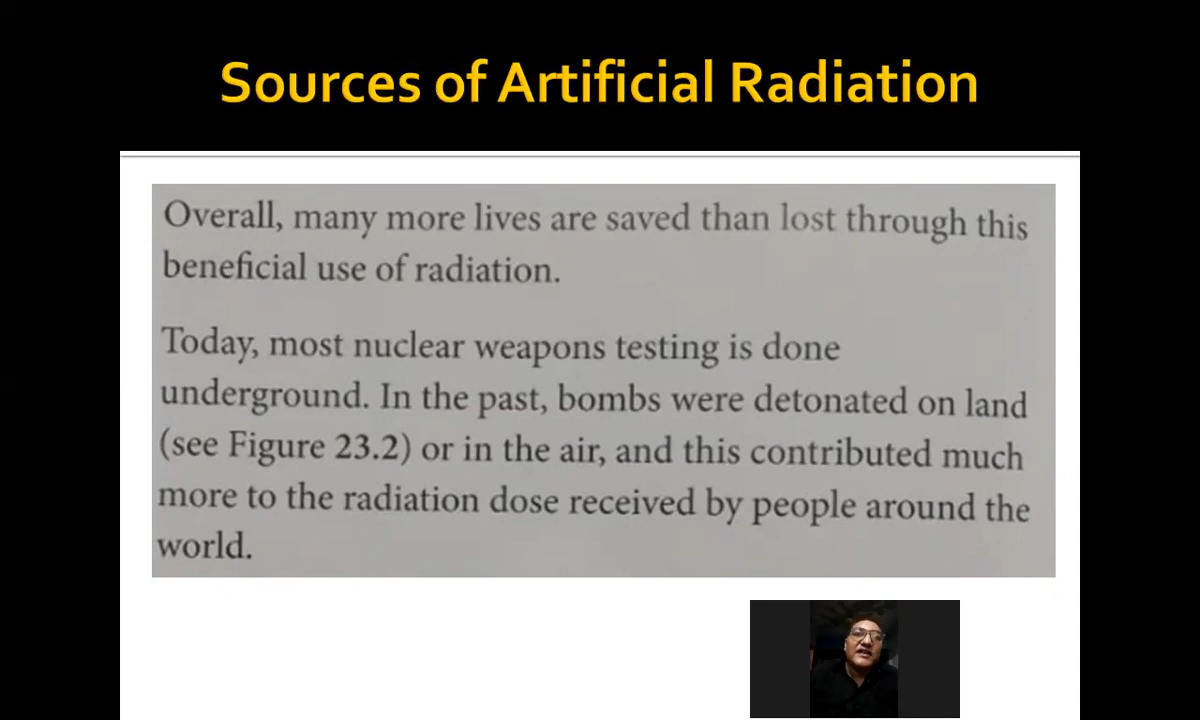 Sources of Artificial Radiation
Overall, many more lives are saved than lost through this
beneficial use of radiation.
Today, most nuclear weapons testing is done
underground. In the past, bombs were detonated on land
(see Figure 23.2) or in the air, and this contributed much
more to the radiation dose received by people around the
world.